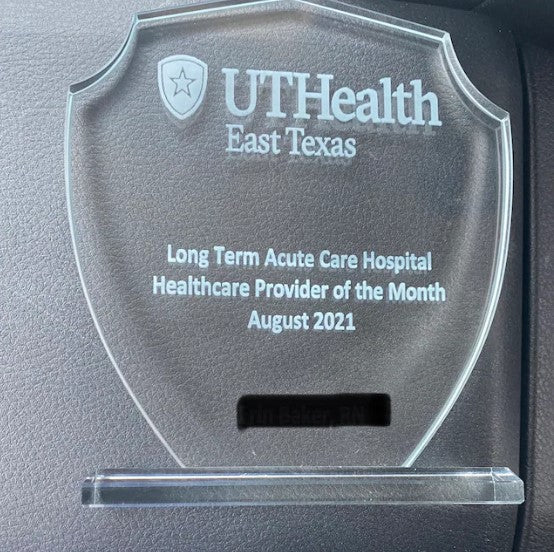 UTHealth
East Texas
Long Term Acute Care Hospital
Healthcare Provider of the Month
August 2021